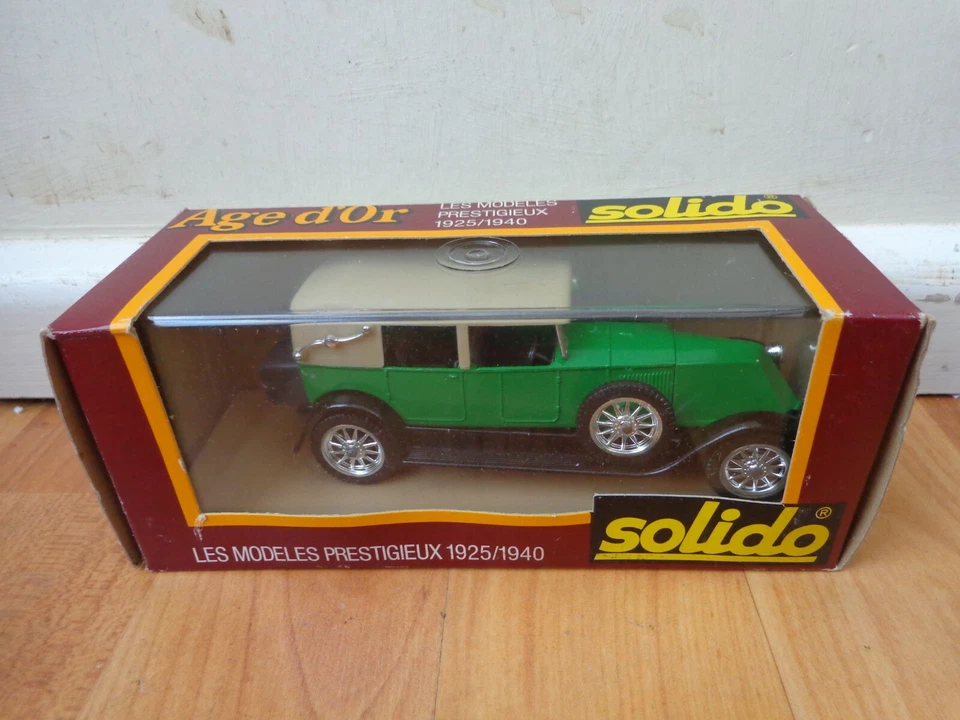 Age d'Or
LES MODELES
PRESTIGIEUX
1925/1940
solido®
LES MODELES PRESTIGIEUX 1925/1940
solido®